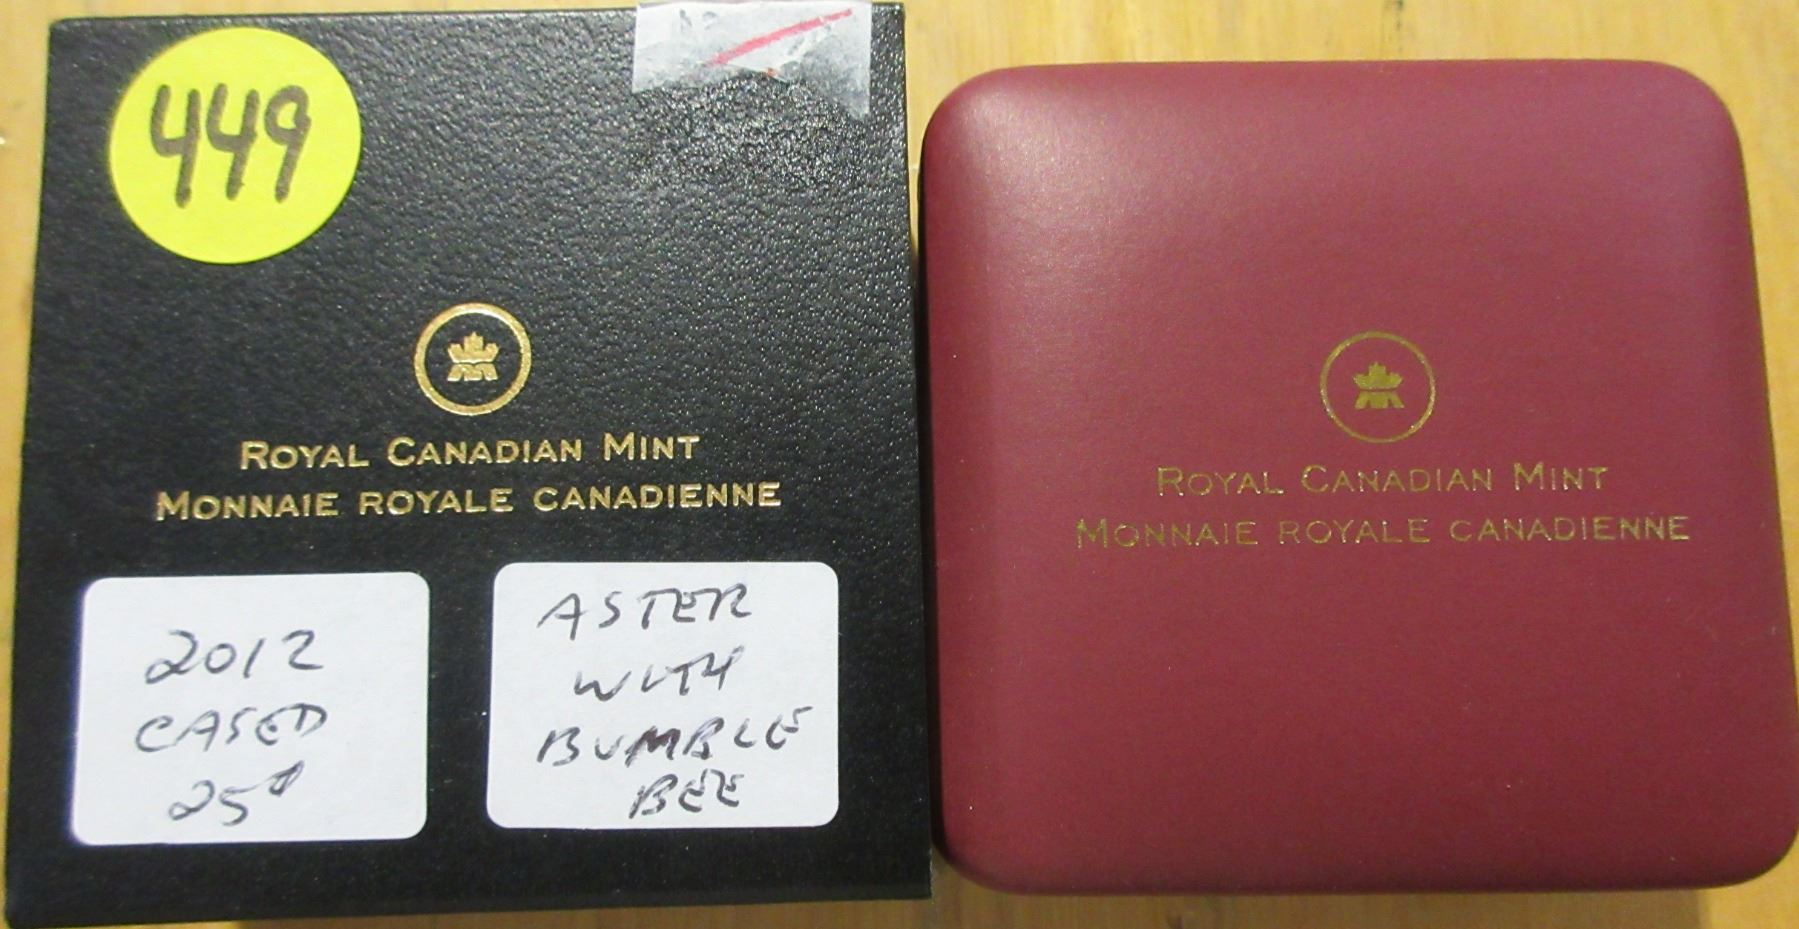 449
ROYAL CANADIAN MINT
MONNAIE ROYALE CANADIENNE
2012
CASED
25¢
ASTER
WITH
BUMBLE
BEE
ROYAL CANADIAN MINT
MONNAIE ROYALE CANADIENNE